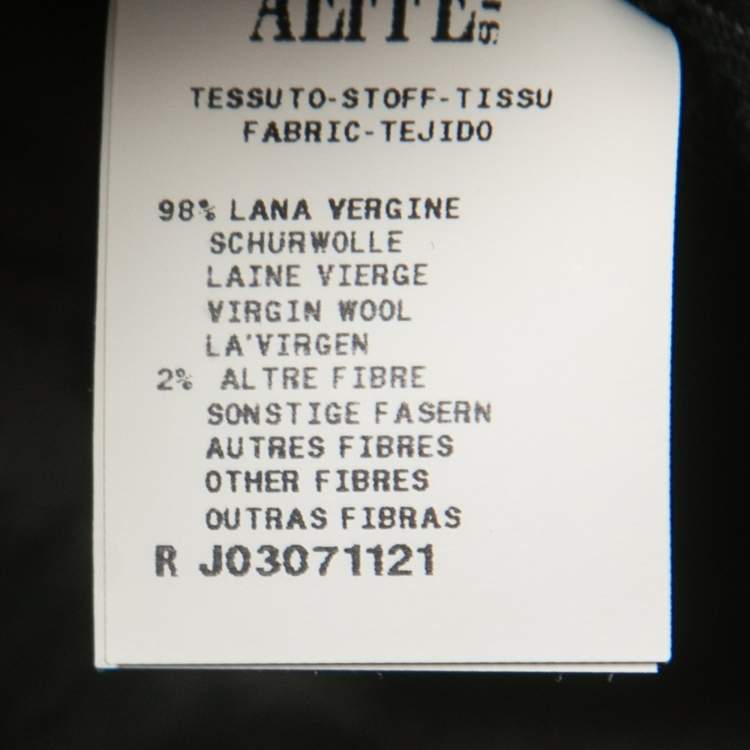 TESSUTO-STOFF-TISSU
FABRIC-TEJIDO
98% LANA VERGINE
SCHURWOLLE
LAINE VIERGE
VIRGIN WOOL
LA'VIRGEN
2% ALTRE FIBRE
SONSTIGE FASERN
AUTRES FIBRES
OTHER FIBRES
OUTRAS FIBRAS
R J03071121